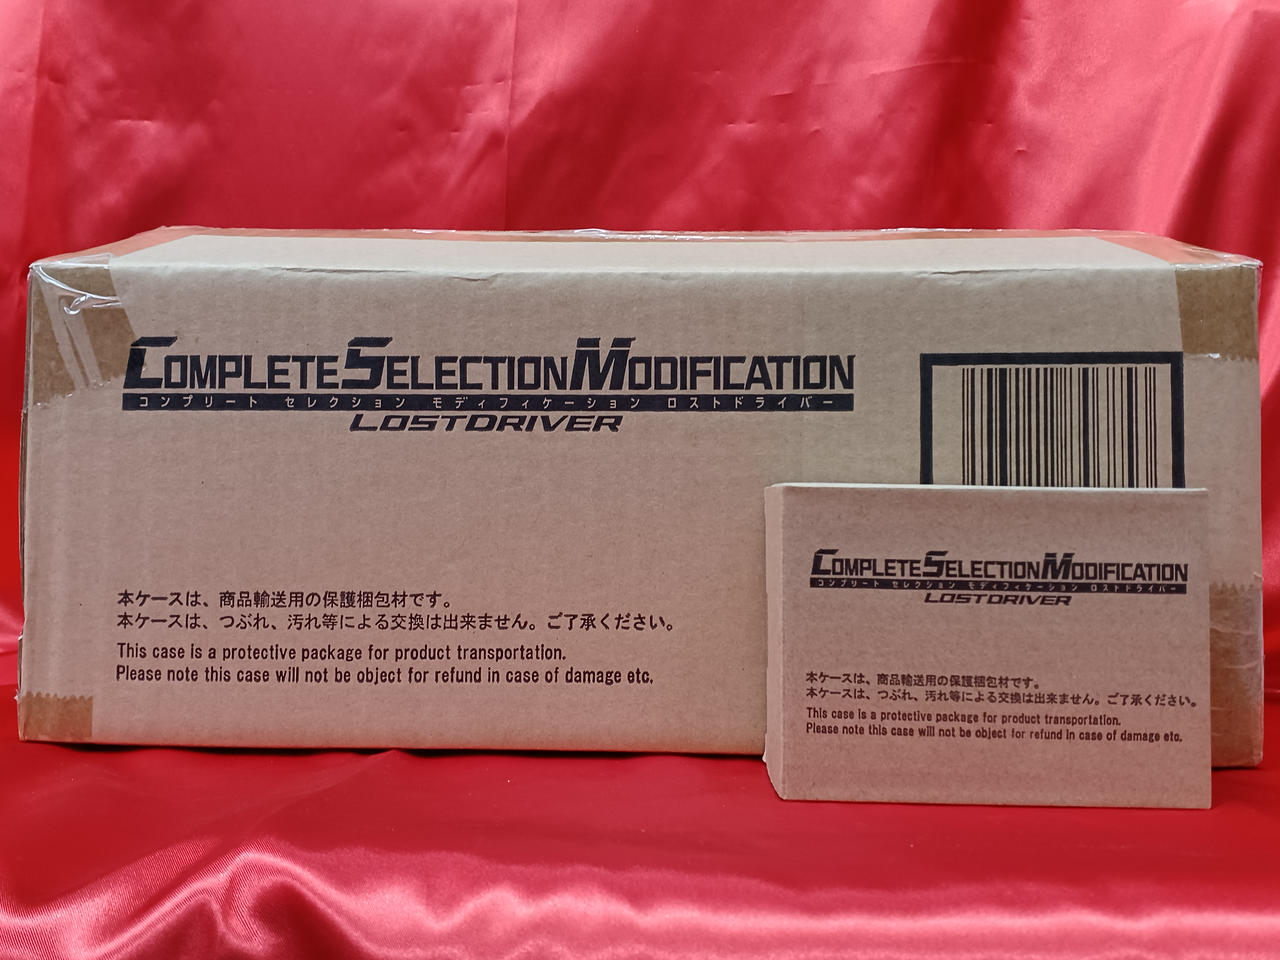 COMPLETE SELECTION MODIFICATION
コンプリート セレクション モディフィケーション ロストドライバー
LOSTDRIVER
本ケースは、商品輸送用の保護梱包材です。
本ケースは、つぶれ、汚れ等による交換は出来ません。ご了承ください。
This case is a protective package for product transportation.
Please note this case will not be object for refund in case of damage etc.
COMPLETE SELECTION MODIFICATION
コンプリート セレクション モディフィケーション ロストドライバー
LOSTDRIVER
本ケースは、商品輸送用の保護梱包材です。
本ケースは、つぶれ、汚れ等による交換は出来ません。ご了承ください。
This case is a protective package for product transportation.
Please note this case will not be object for refund in case of damage etc.